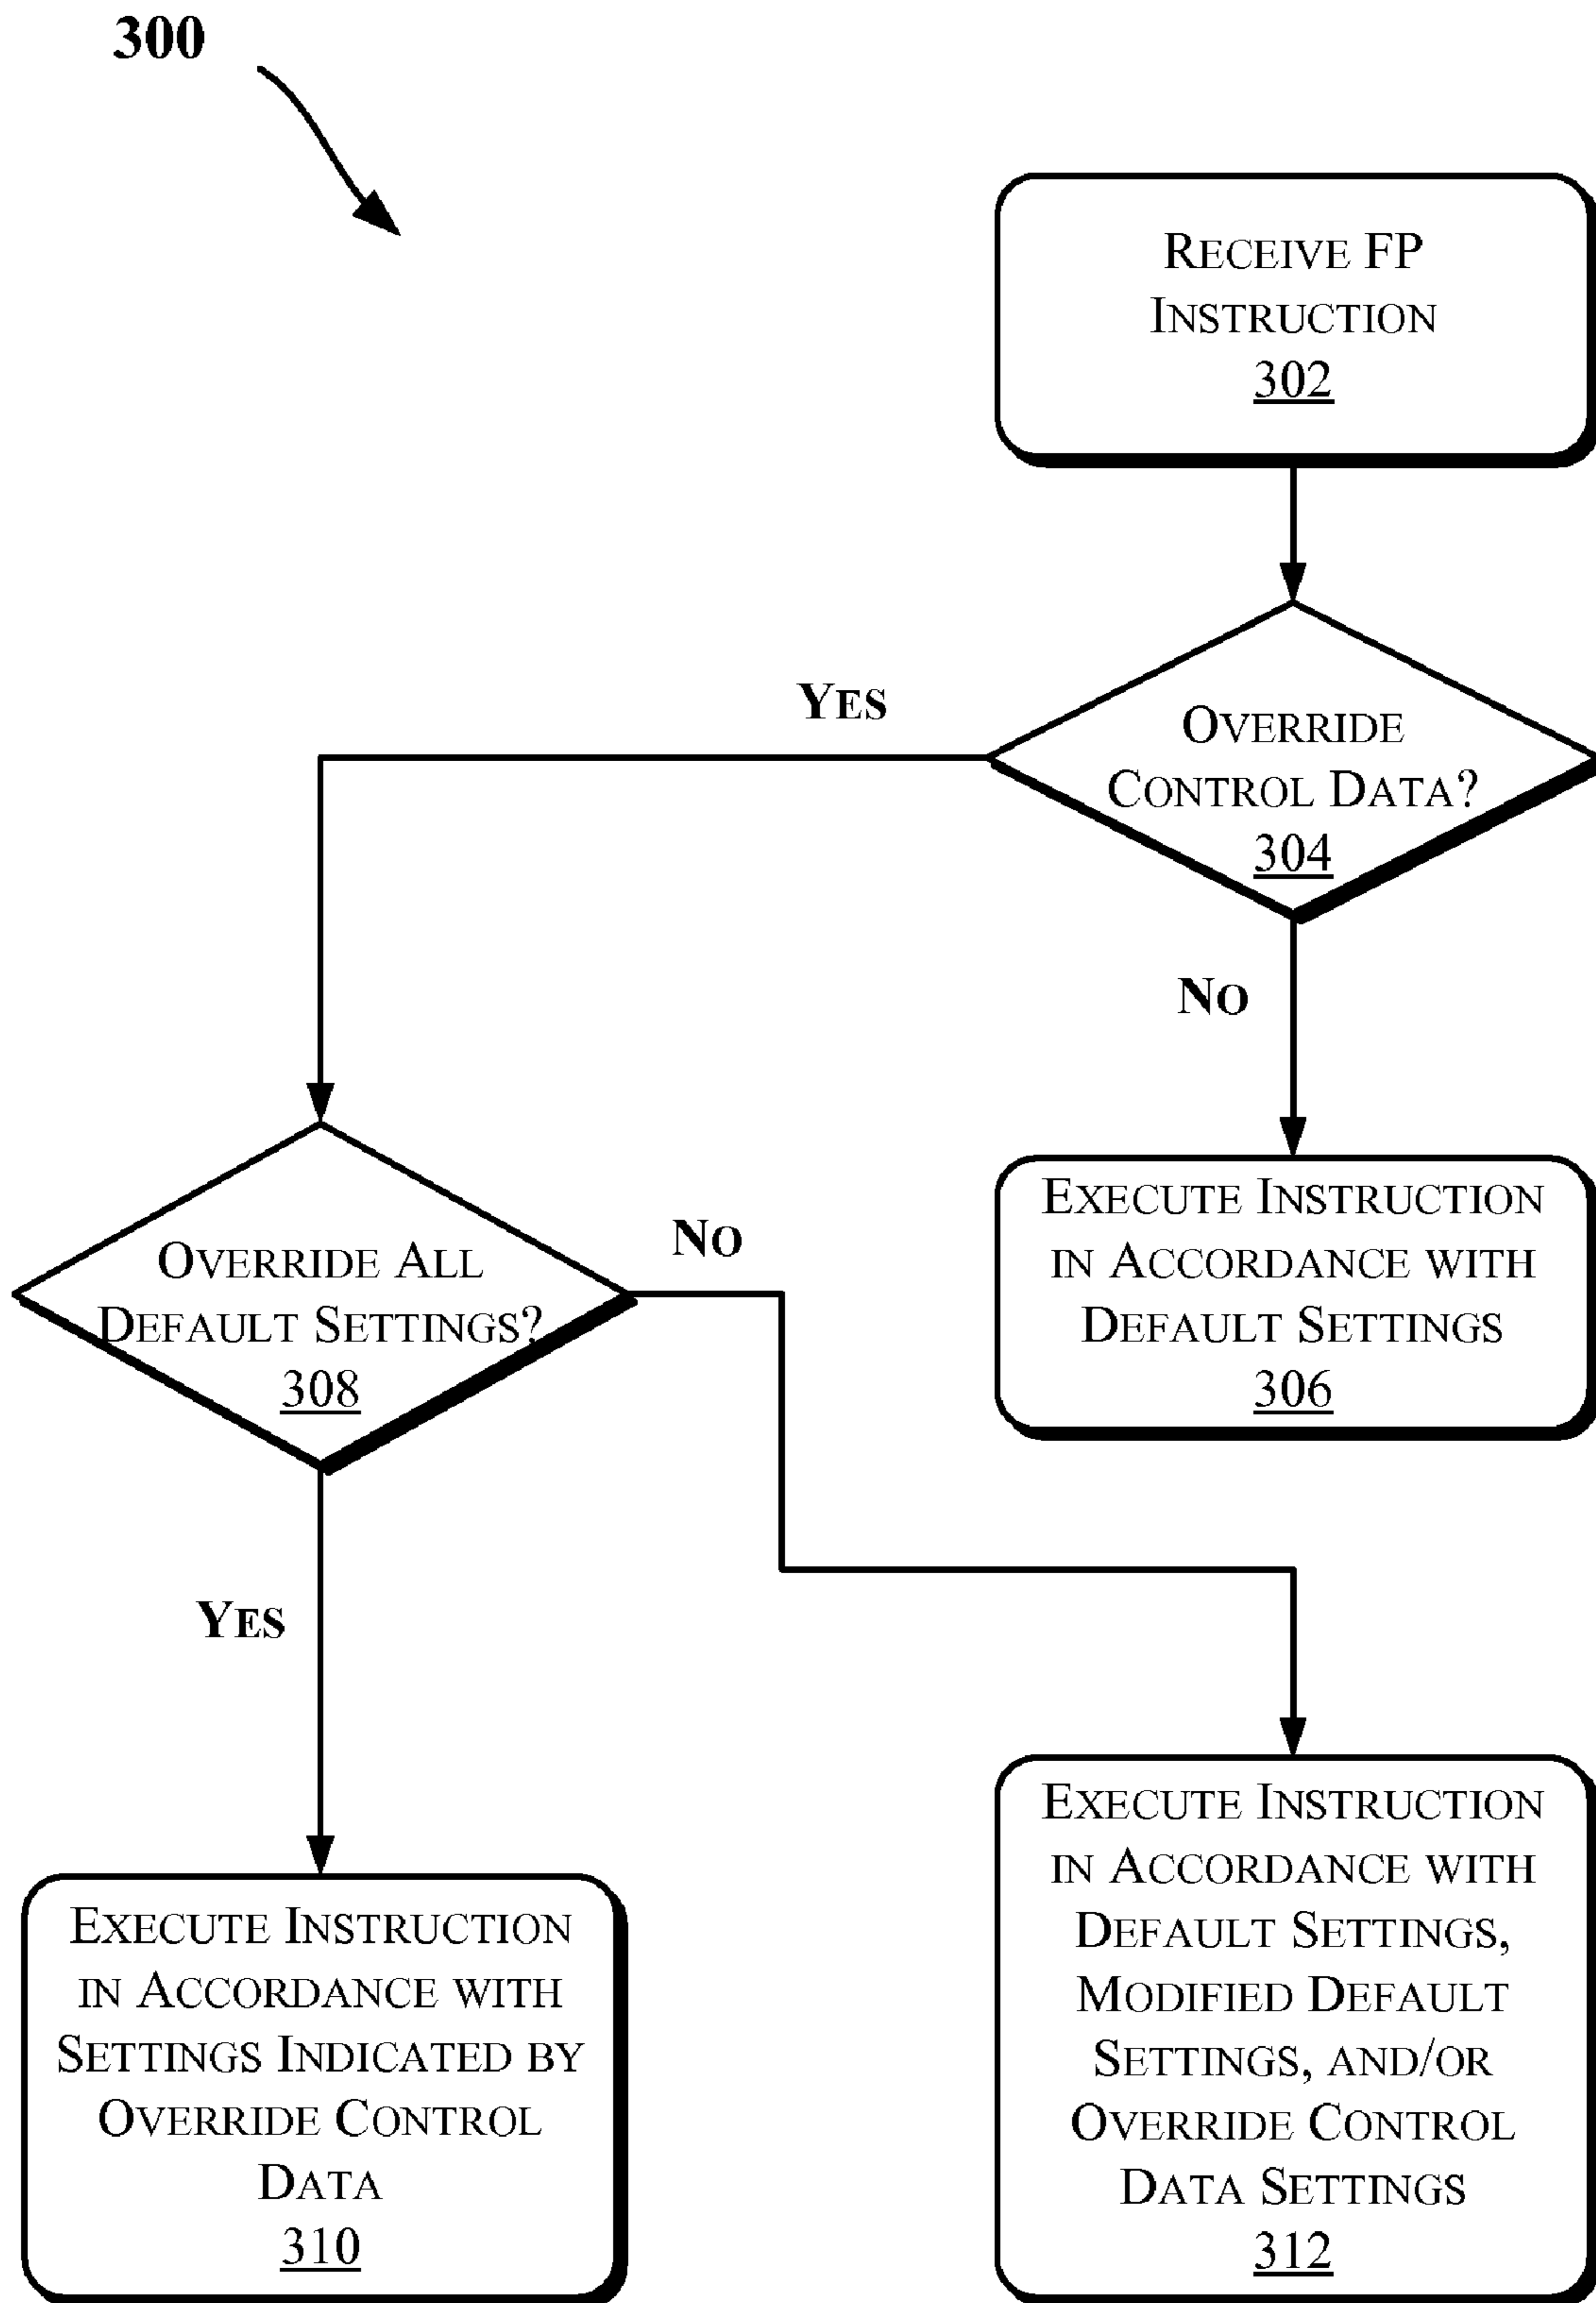 300
RECEIVE FP
INSTRUCTION
302
YES
OVERRIDE
CONTROL DATA?
304
NO
EXECUTE INSTRUCTION
IN ACCORDANCE WITH
DEFAULT SETTINGS
306
OVERRIDE ALL
DEFAULT SETTINGS?
308
NO
YES
EXECUTE INSTRUCTION
IN ACCORDANCE WITH
SETTINGS INDICATED BY
OVERRIDE CONTROL
DATA
310
EXECUTE INSTRUCTION
IN ACCORDANCE WITH
DEFAULT SETTINGS,
MODIFIED DEFAULT
SETTINGS, AND/OR
OVERRIDE CONTROL
DATA SETTINGS
312